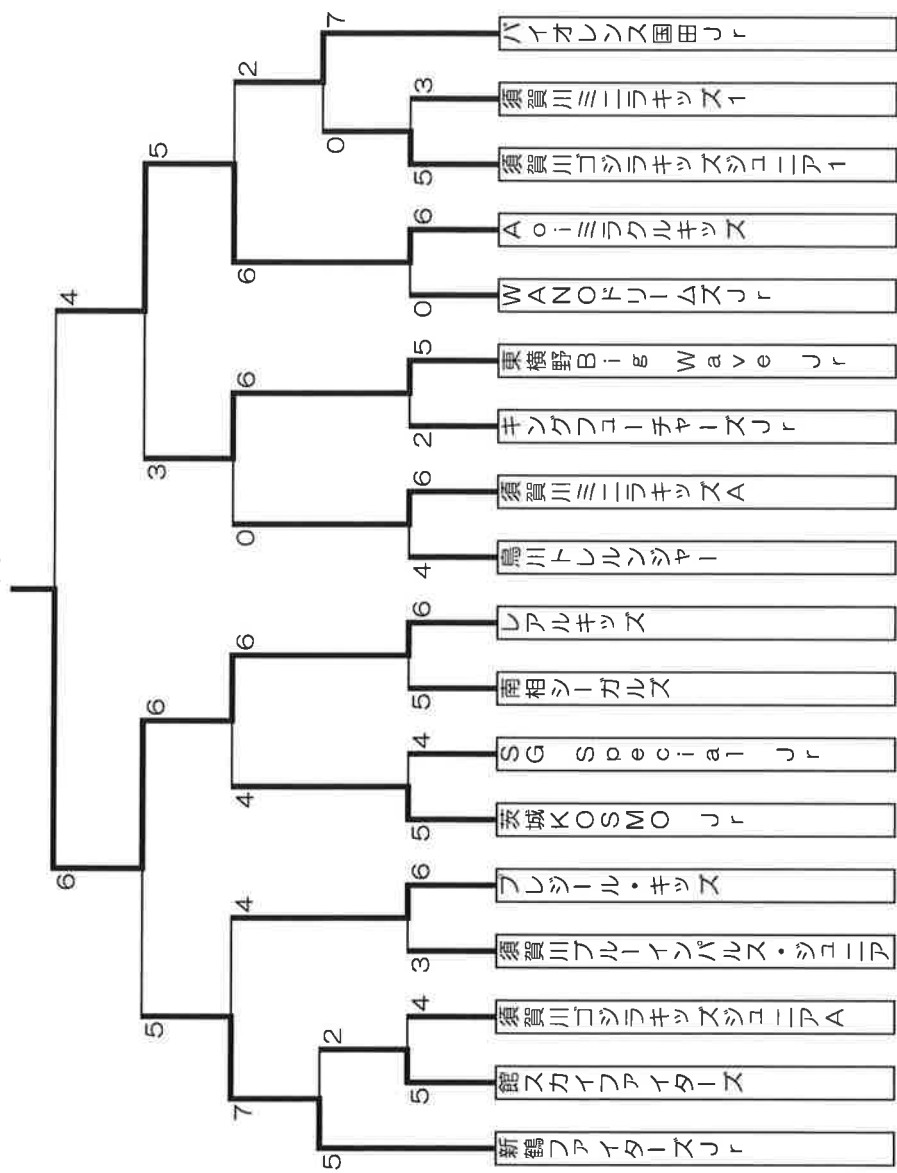 7
バイオレンス国田Jr
2
3
須賀川ミニラキッズ1
0
5
5
須賀川ゴジラキッズジュニア1
6
Aoiミラクルキッズ
6
4
0
WANOドリームズJr
5
東横野Big Wave Jr
6
2
キングフューチャーズJr
3
6
須賀川ミニラキッズA
0
4
鳥川トレルンジャー
6
レアルキッズ
6
5
南相シーガルズ
6
4
SG Special Jr
4
5
茨城KOSMO Jr
6
6
プレジール・キッズ
4
3
須賀川ブルーインパルス・ジュニア
4
須賀川ゴジラキッズジュニアA
5
2
5
館スカイファイターズ
7
5
新鶴ファイターズJr